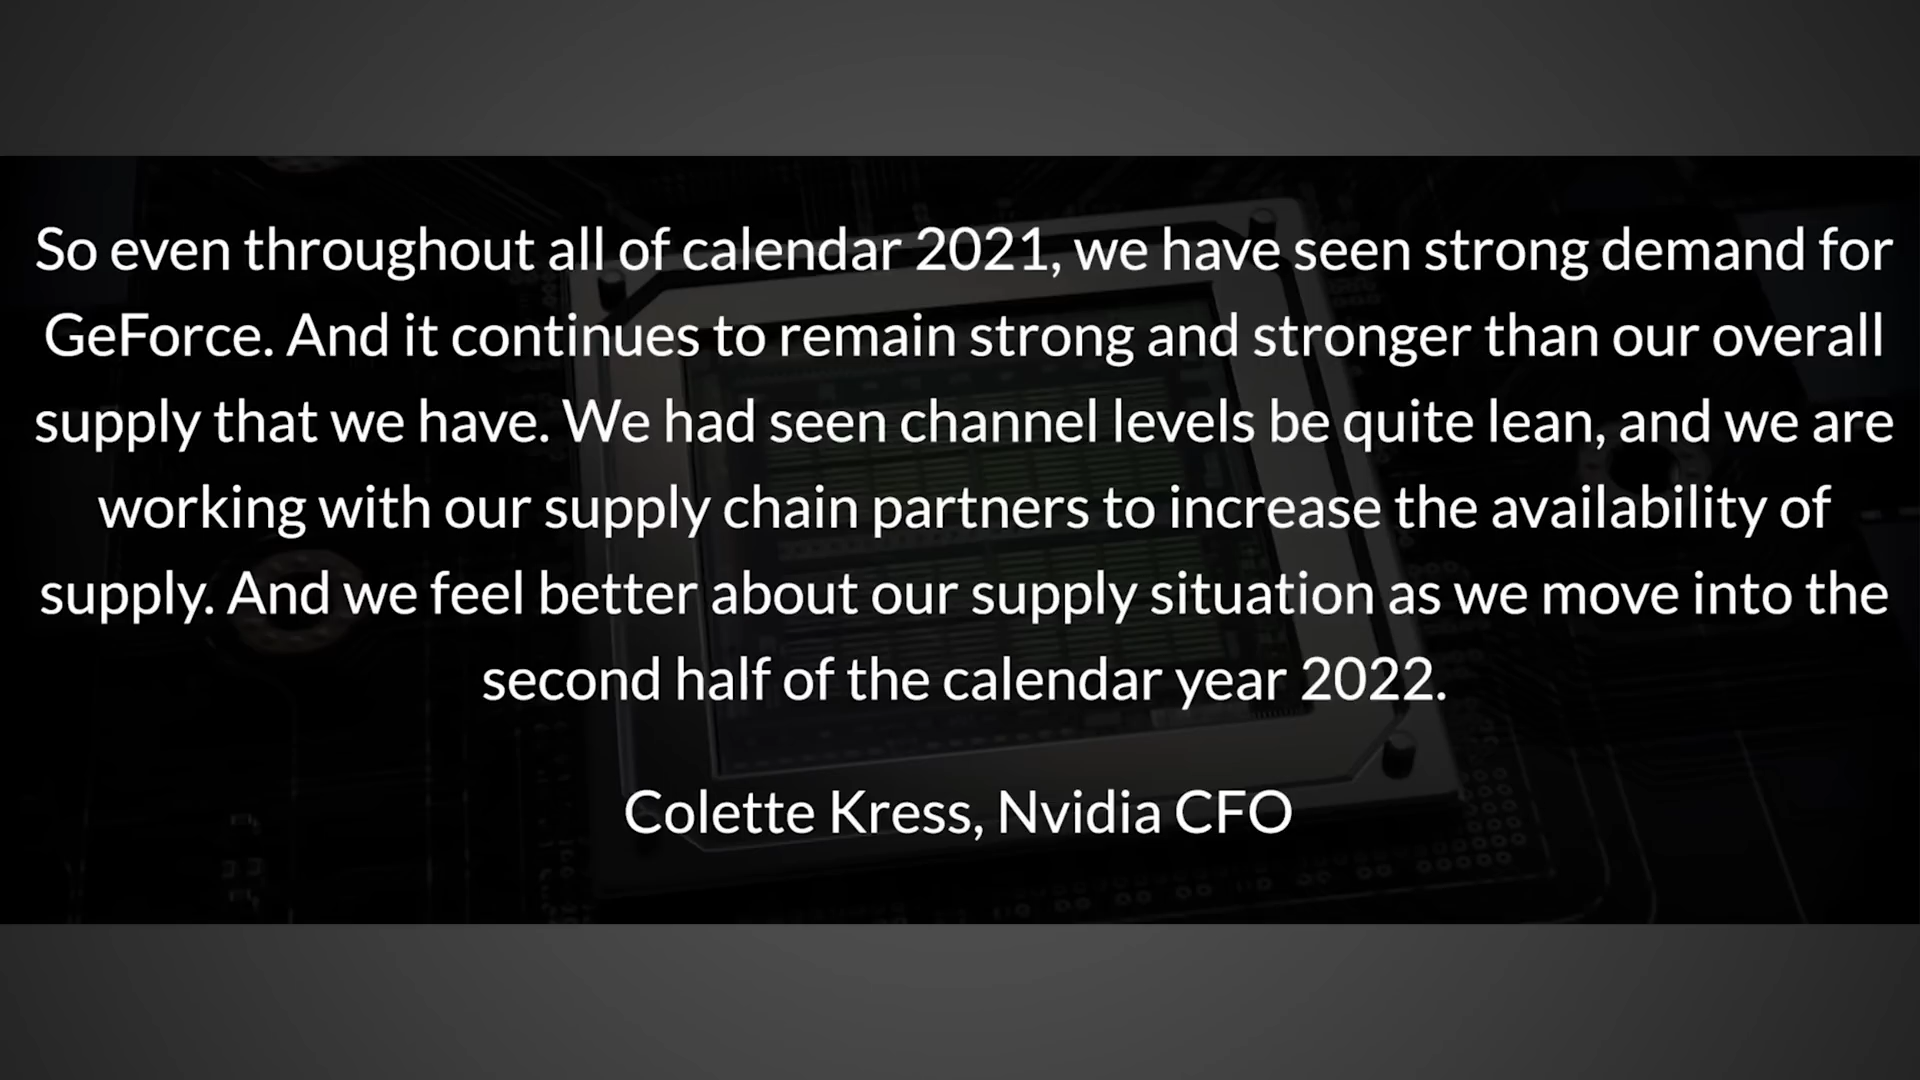 So even throughout all of calendar 2021, we have seen strong demand for
GeForce. And it continues to remain strong and stronger than our overall
supply that we have. We had seen channel levels be quite lean, and we are
working with our supply chain partners to increase the availability of
supply. And we feel better about our supply situation as we move into the
second half of the calendar year 2022.
Colette Kress, Nvidia CFO